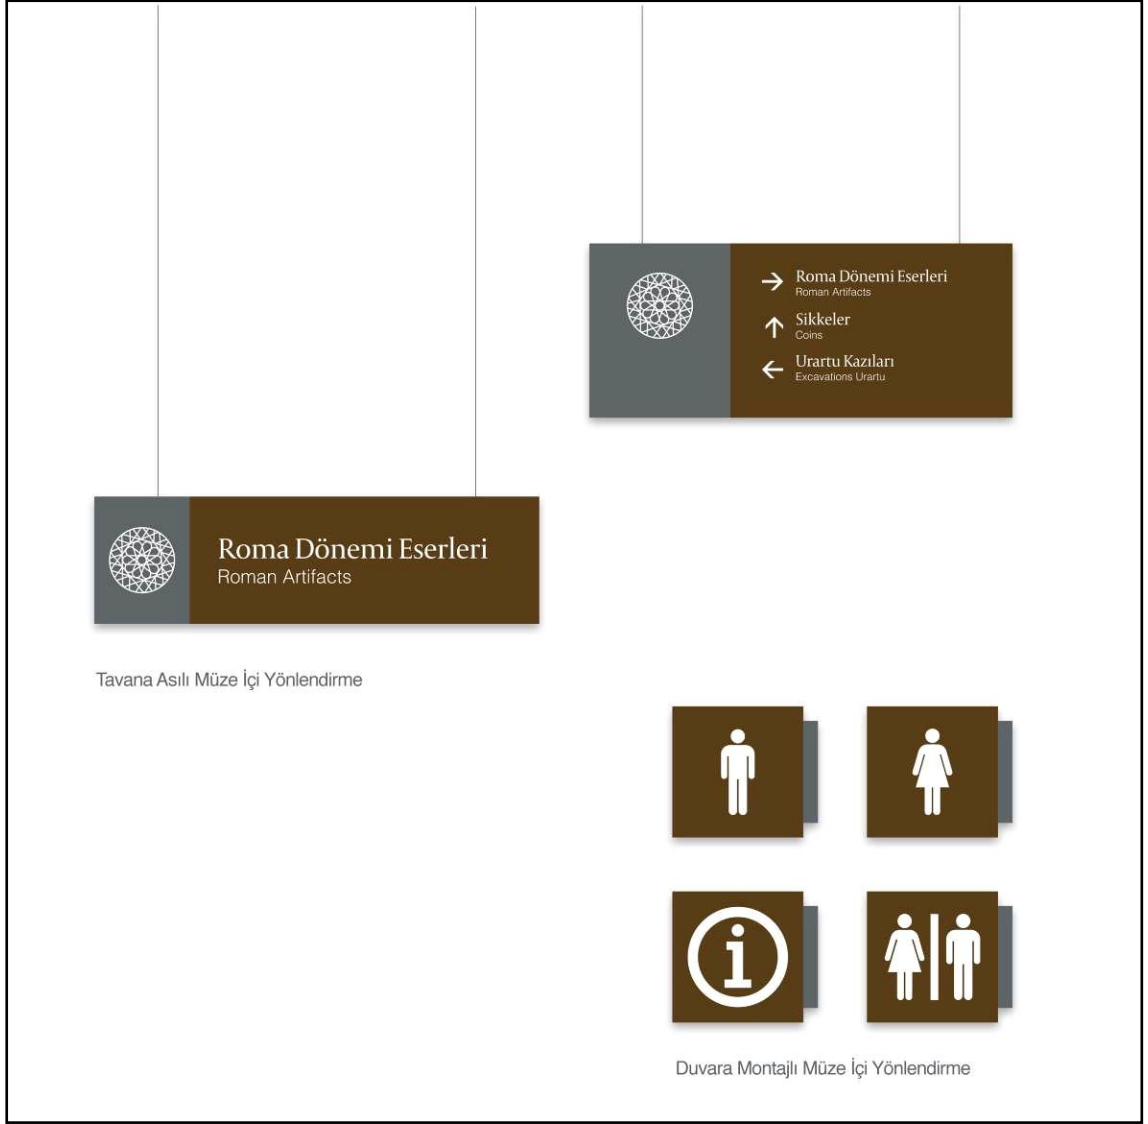 Roma Dönemi Eserleri
Roman Artifacts
Sikkeler
Coins
Urartu Kazıları
Excavations Urartu
Roma Dönemi Eserleri
Roman Artifacts
Tavana Asılı Müze İçi Yönlendirme
Duvara Montajlı Müze İçi Yönlendirme